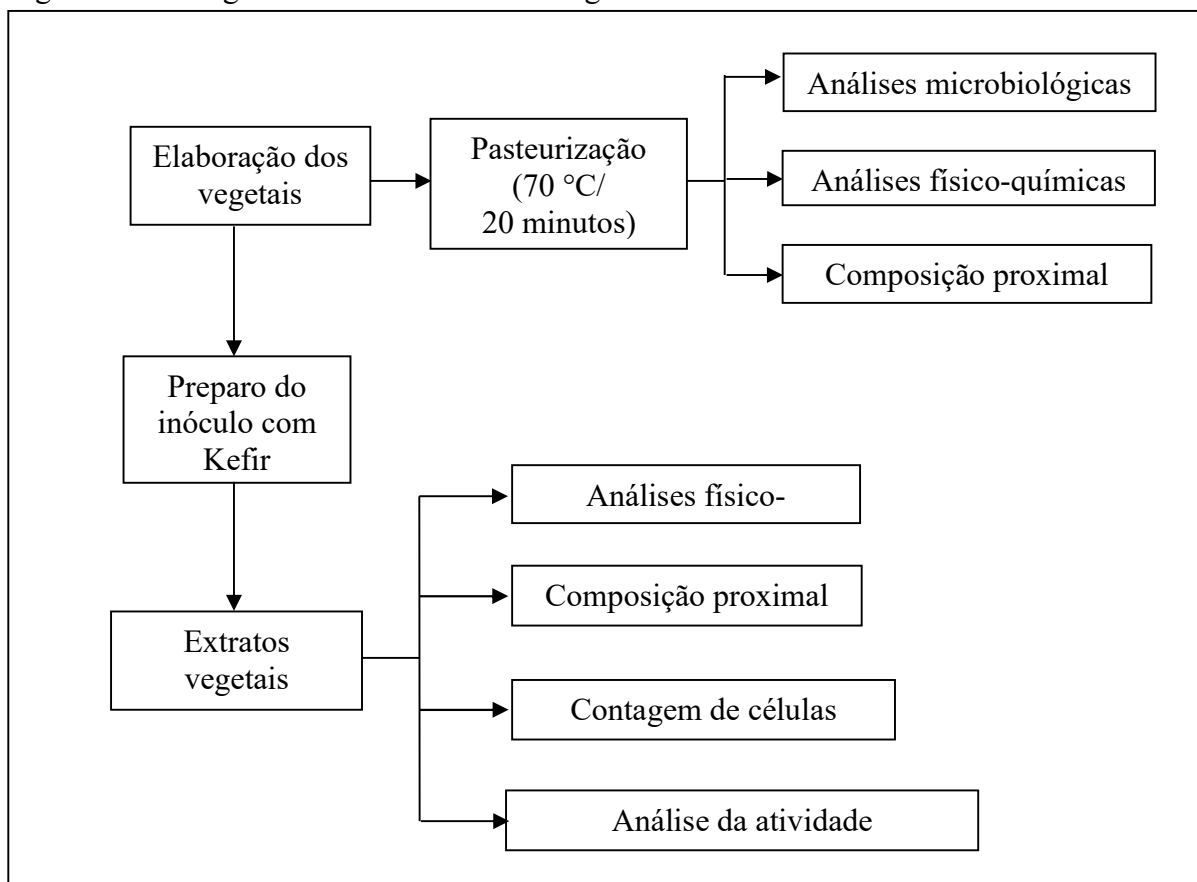 Análises microbiológicas
Elaboração dos
vegetais
Pasteurização
(70 °C/
20 minutos)
Análises físico-químicas
Composição proximal
Preparo do
inóculo com
Kefir
Análises físico-
Composição proximal
Extratos
vegetais
Contagem de células
Análise da atividade